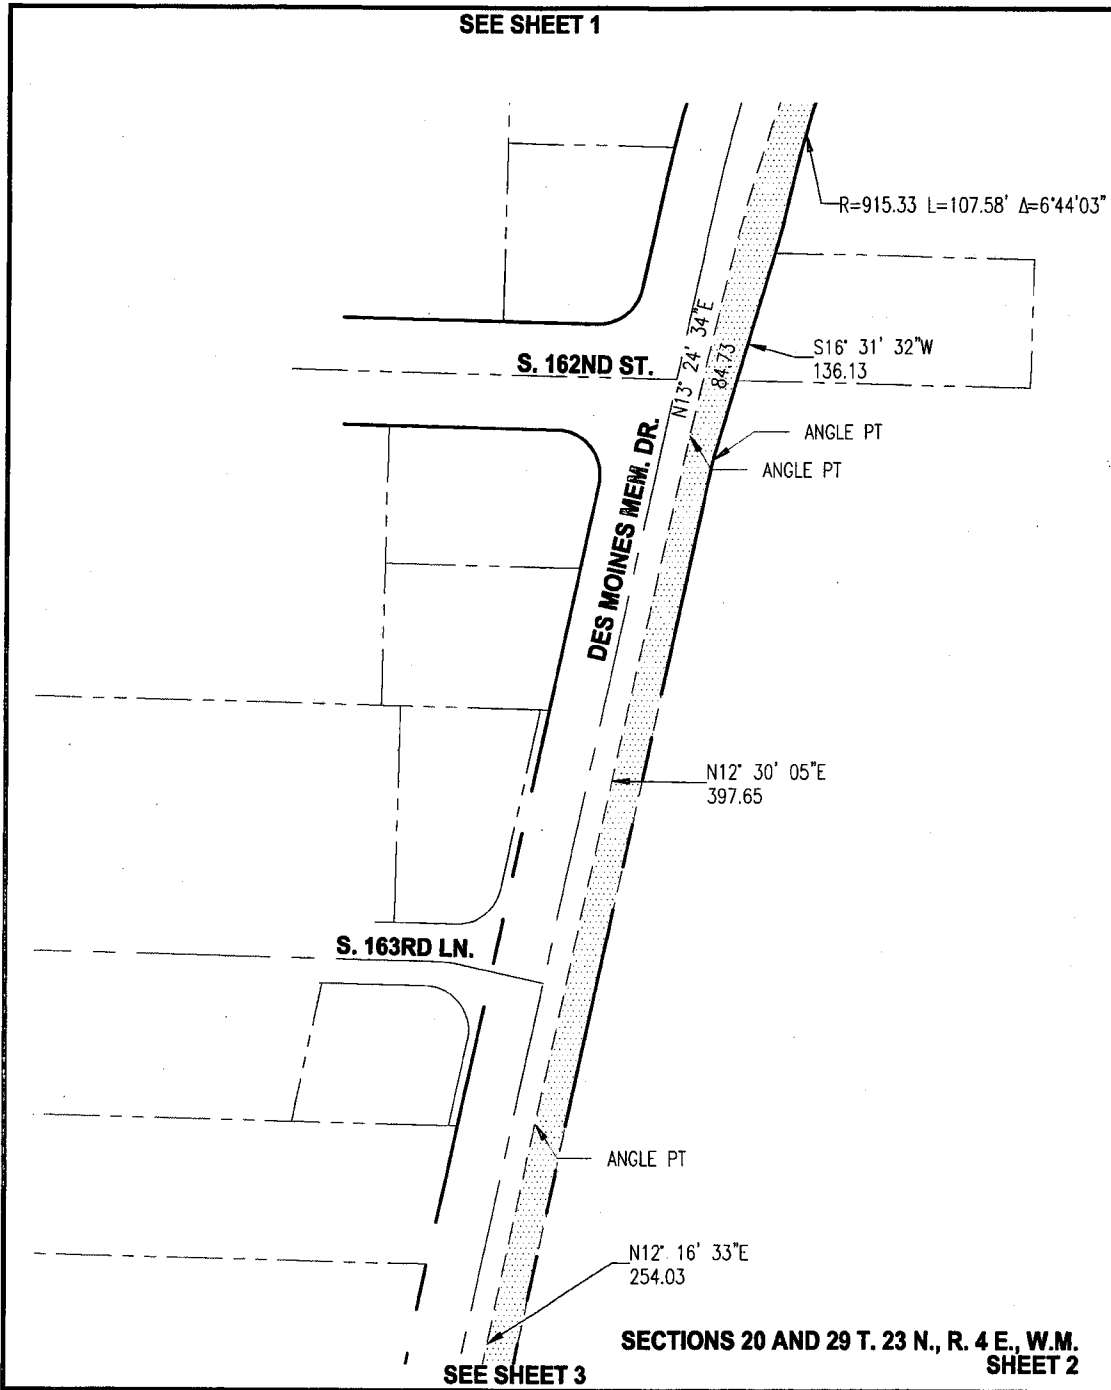 SEE SHEET 1
R=915.33 L=107.58' Δ=6°44'03"
S. 162ND ST.
N13° 24' 34"E
84.73
S16° 31' 32"W
136.13
ANGLE PT
ANGLE PT
DES MOINES MEM. DR.
N12° 30' 05"E
397.65
S. 163RD LN.
ANGLE PT
N12° 16' 33"E
254.03
SECTIONS 20 AND 29 T. 23 N., R. 4 E., W.M.
SHEET 2
SEE SHEET 3